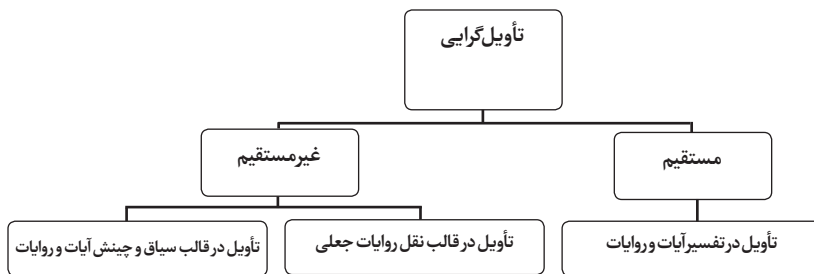 تأویل‌گرایی
مستقیم
غیرمستقیم
تأویل در تفسیر آیات و روایات
تأویل در قالب نقل روایات جعلی
تأویل در قالب سیاق و چینش آیات و روایات